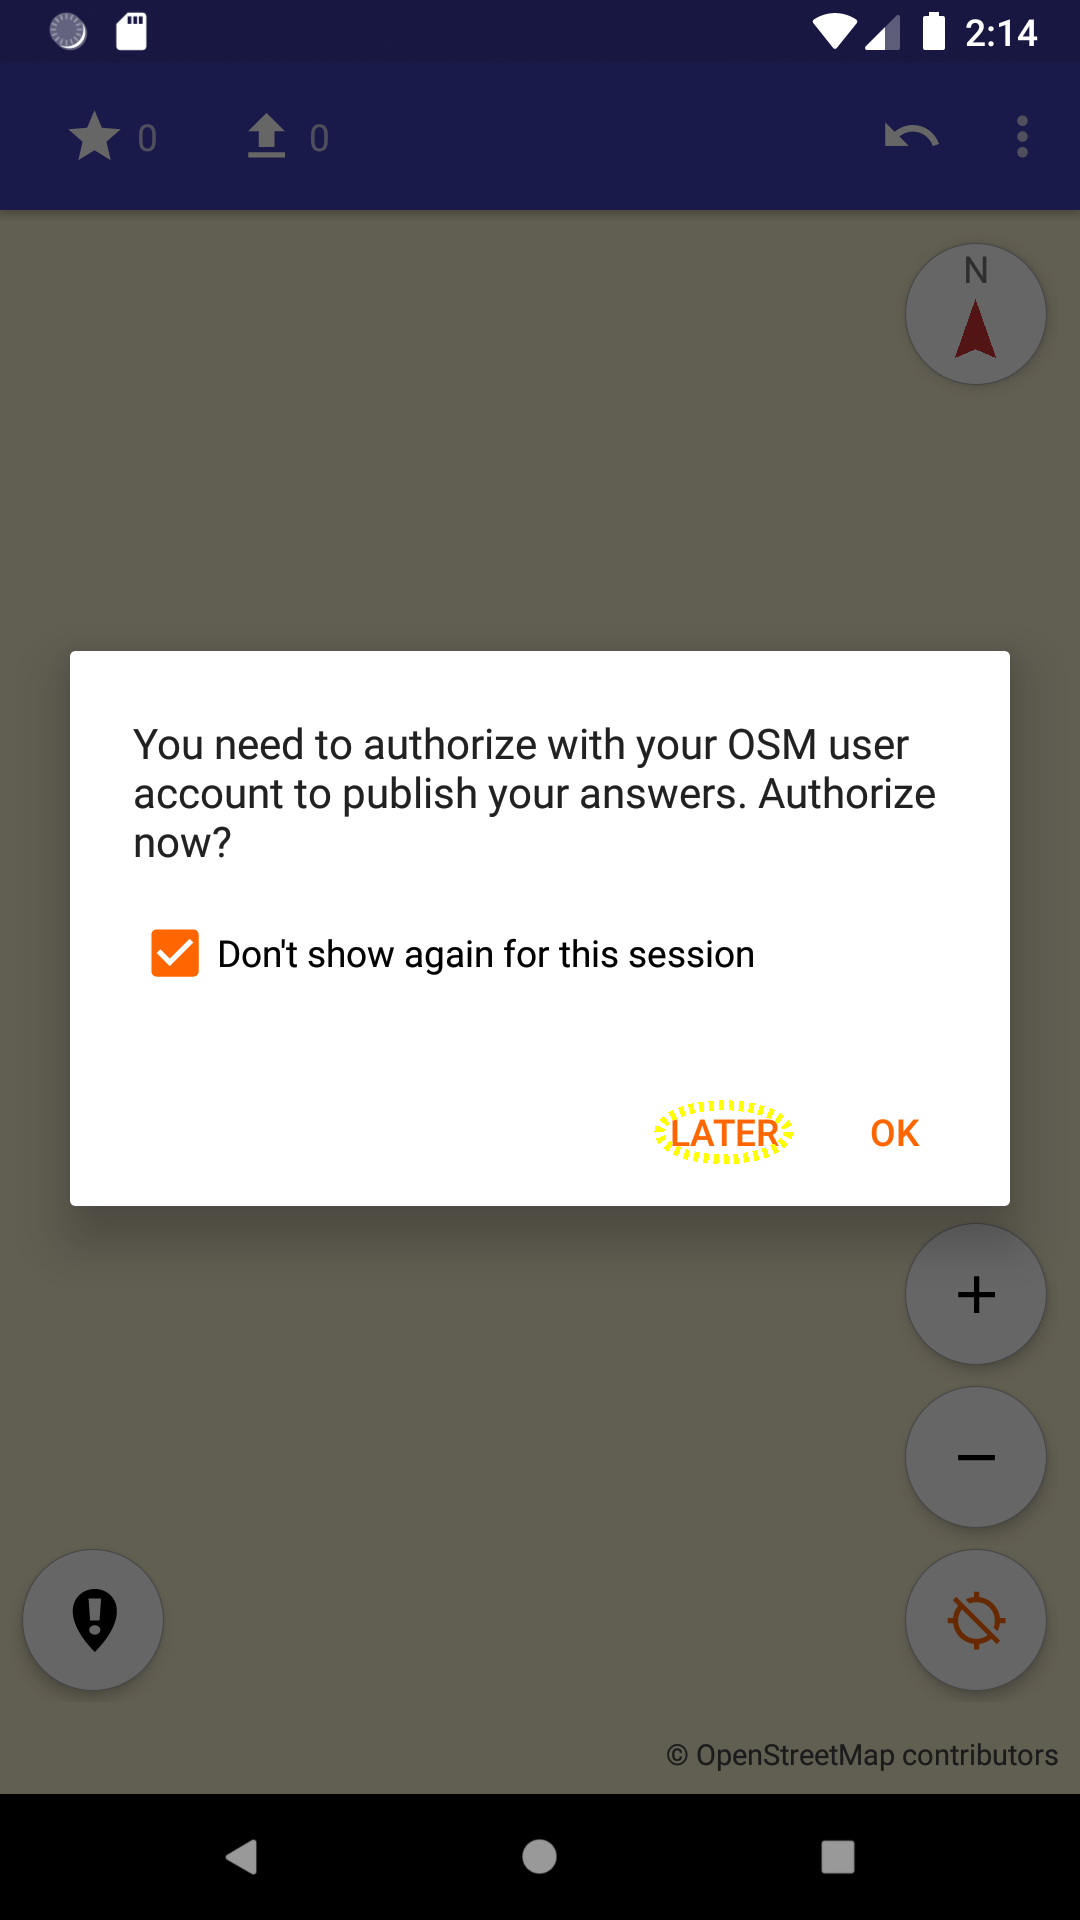 2:14
0 0
N
You need to authorize with your OSM user
account to publish your answers. Authorize
now?
Don't show again for this session
LATER OK
© OpenStreetMap contributors